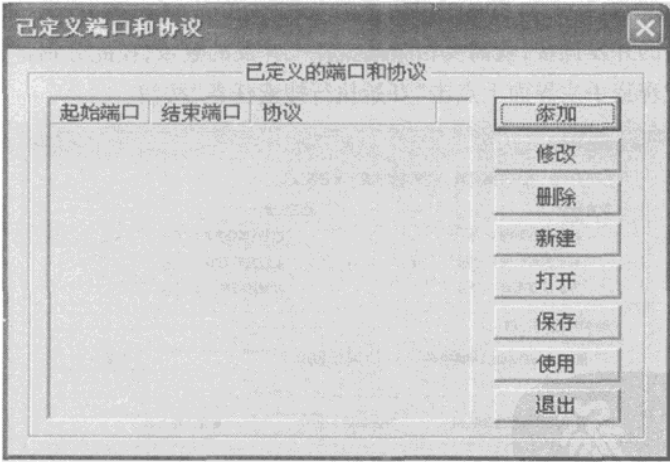 已定义端口和协议
已定义的端口和协议
起始端口 结束端口 协议
添加
修改
删除
新建
打开
保存
使用
退出